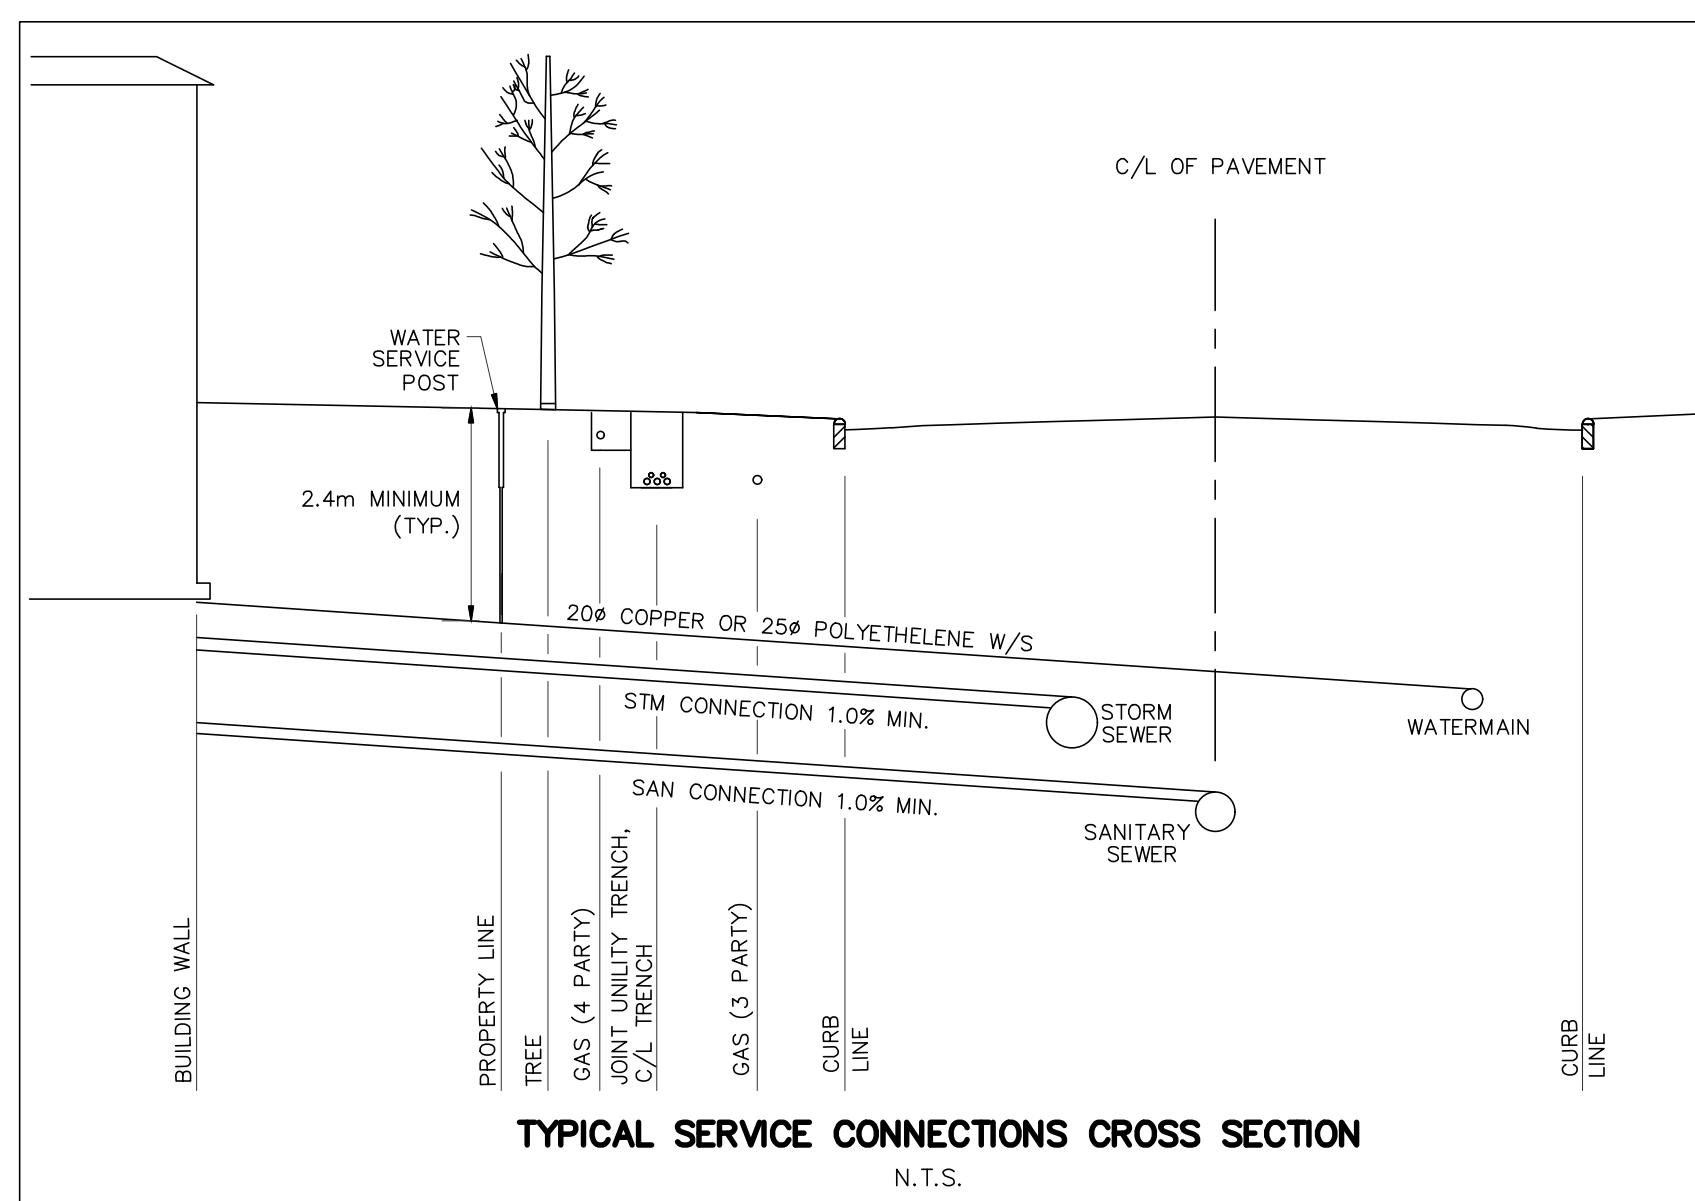 C/L OF PAVEMENT
WATER
SERVICE
POST
2.4m MINIMUM
(TYP.)
20ø COPPER OR 25ø POLYETHELENE W/S
STM CONNECTION 1.0% MIN.
STORM
SEWER
WATERMAIN
SAN CONNECTION 1.0% MIN.
SANITARY
SEWER
BUILDING WALL
PROPERTY LINE
TREE
GAS (4 PARTY)
JOINT UNILITY TRENCH,
C/L TRENCH
GAS (3 PARTY)
CURB
LINE
CURB
LINE
TYPICAL SERVICE CONNECTIONS CROSS SECTION
N.T.S.